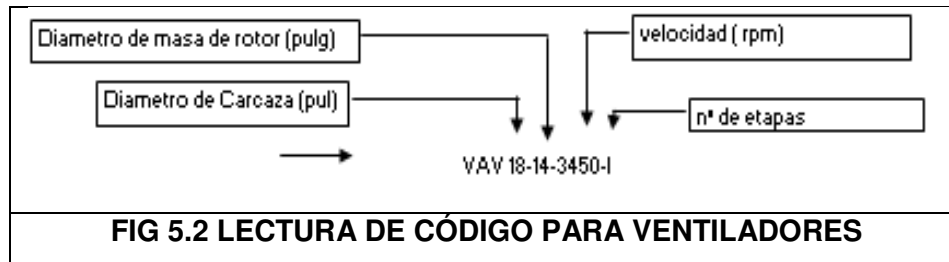 Diametro de masa de rotor (pulg)
velocidad ( rpm)
Diametro de Carcaza (pul)
nº de etapas
VAV 18-14-3450-I
FIG 5.2 LECTURA DE CÓDIGO PARA VENTILADORES